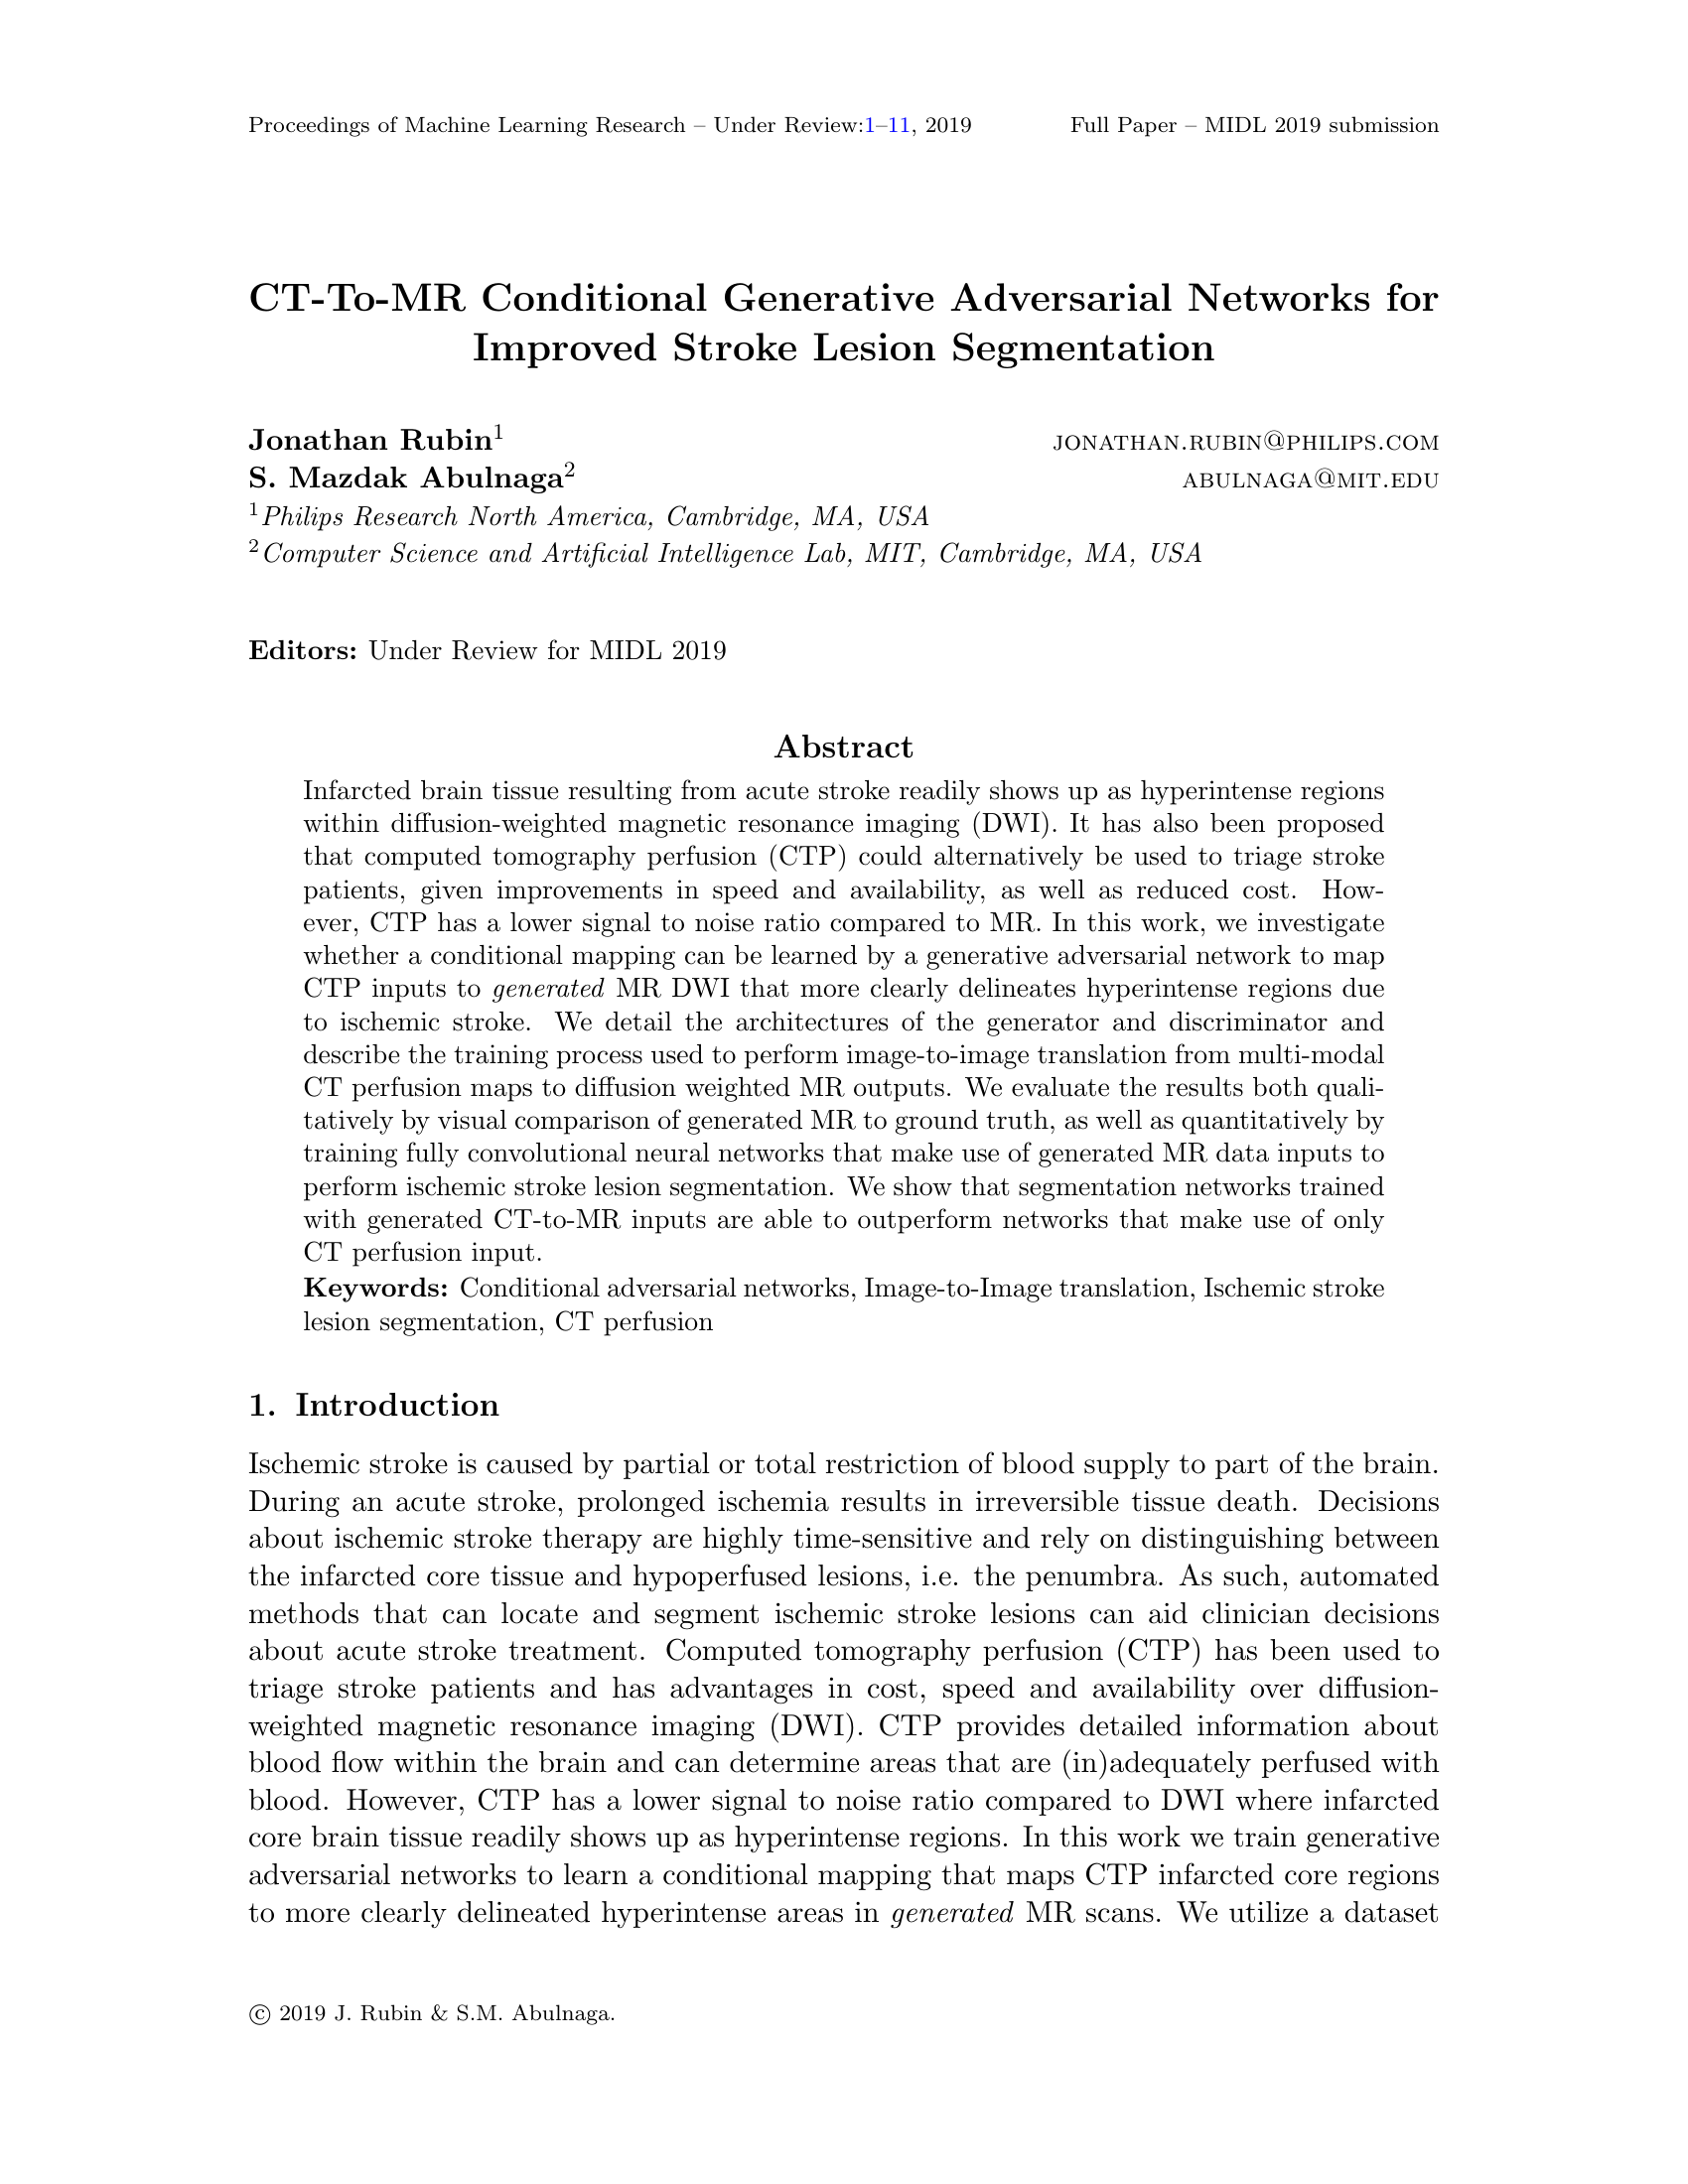 Proceedings of Machine Learning Research – Under Review:1–11, 2019 Full Paper – MIDL 2019 submission
CT-To-MR Conditional Generative Adversarial Networks for
Improved Stroke Lesion Segmentation
Jonathan Rubin1 jonathan.rubin@philips.com
S. Mazdak Abulnaga2 abulnaga@mit.edu
1Philips Research North America, Cambridge, MA, USA
2Computer Science and Artificial Intelligence Lab, MIT, Cambridge, MA, USA
Editors: Under Review for MIDL 2019
Abstract
Infarcted brain tissue resulting from acute stroke readily shows up as hyperintense regions
within diffusion-weighted magnetic resonance imaging (DWI). It has also been proposed
that computed tomography perfusion (CTP) could alternatively be used to triage stroke
patients, given improvements in speed and availability, as well as reduced cost. How-
ever, CTP has a lower signal to noise ratio compared to MR. In this work, we investigate
whether a conditional mapping can be learned by a generative adversarial network to map
CTP inputs to generated MR DWI that more clearly delineates hyperintense regions due
to ischemic stroke. We detail the architectures of the generator and discriminator and
describe the training process used to perform image-to-image translation from multi-modal
CT perfusion maps to diffusion weighted MR outputs. We evaluate the results both quali-
tatively by visual comparison of generated MR to ground truth, as well as quantitatively by
training fully convolutional neural networks that make use of generated MR data inputs to
perform ischemic stroke lesion segmentation. We show that segmentation networks trained
with generated CT-to-MR inputs are able to outperform networks that make use of only
CT perfusion input.
Keywords: Conditional adversarial networks, Image-to-Image translation, Ischemic stroke
lesion segmentation, CT perfusion
1. Introduction
Ischemic stroke is caused by partial or total restriction of blood supply to part of the brain.
During an acute stroke, prolonged ischemia results in irreversible tissue death. Decisions
about ischemic stroke therapy are highly time-sensitive and rely on distinguishing between
the infarcted core tissue and hypoperfused lesions, i.e. the penumbra. As such, automated
methods that can locate and segment ischemic stroke lesions can aid clinician decisions
about acute stroke treatment. Computed tomography perfusion (CTP) has been used to
triage stroke patients and has advantages in cost, speed and availability over diffusion-
weighted magnetic resonance imaging (DWI). CTP provides detailed information about
blood flow within the brain and can determine areas that are (in)adequately perfused with
blood. However, CTP has a lower signal to noise ratio compared to DWI where infarcted
core brain tissue readily shows up as hyperintense regions. In this work we train generative
adversarial networks to learn a conditional mapping that maps CTP infarcted core regions
to more clearly delineated hyperintense areas in generated MR scans. We utilize a dataset
© 2019 J. Rubin & S.M. Abulnaga.